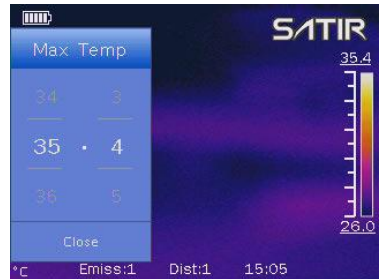 SATIR
Max Temp
35.4
34 3
35 . 4
36 5
Close
26.0
°C Emiss:1 Dist:1 15:05